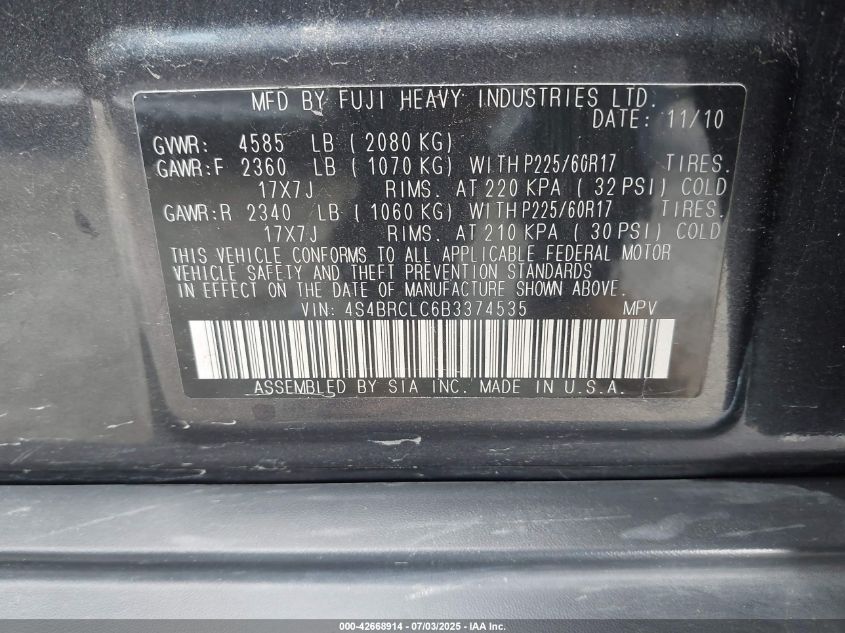 MFD BY FUJI HEAVY INDUSTRIES LTD.
DATE: 11/10
GVWR: 4585 LB ( 2080 KG)
GAWR:F 2360 LB ( 1070 KG) WITH P225/60R17 TIRES.
17X7J RIMS. AT 220 KPA ( 32 PSI) COLD
GAWR:R 2340 LB ( 1060 KG) WITH P225/60R17 TIRES.
17X7J RIMS. AT 210 KPA ( 30 PSI) COLD
THIS VEHICLE CONFORMS TO ALL APPLICABLE FEDERAL MOTOR
VEHICLE SAFETY AND THEFT PREVENTION STANDARDS
IN EFFECT ON THE DATE OF MANUFACTURE SHOWN ABOVE.
VIN: 4S4BRCLC6B3374535 MPV
ASSEMBLED BY SIA INC. MADE IN U.S.A.
000-42668914 - 07/03/2025 - IAA Inc.